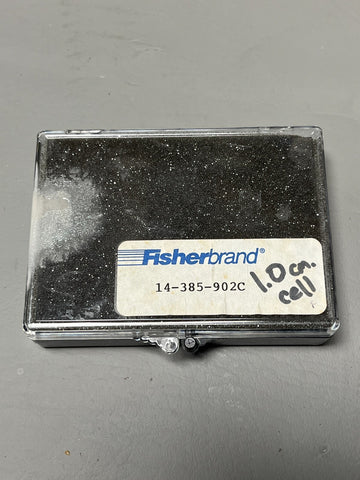 Fisherbrand®
14-385-902C
1.0 cm.
cell